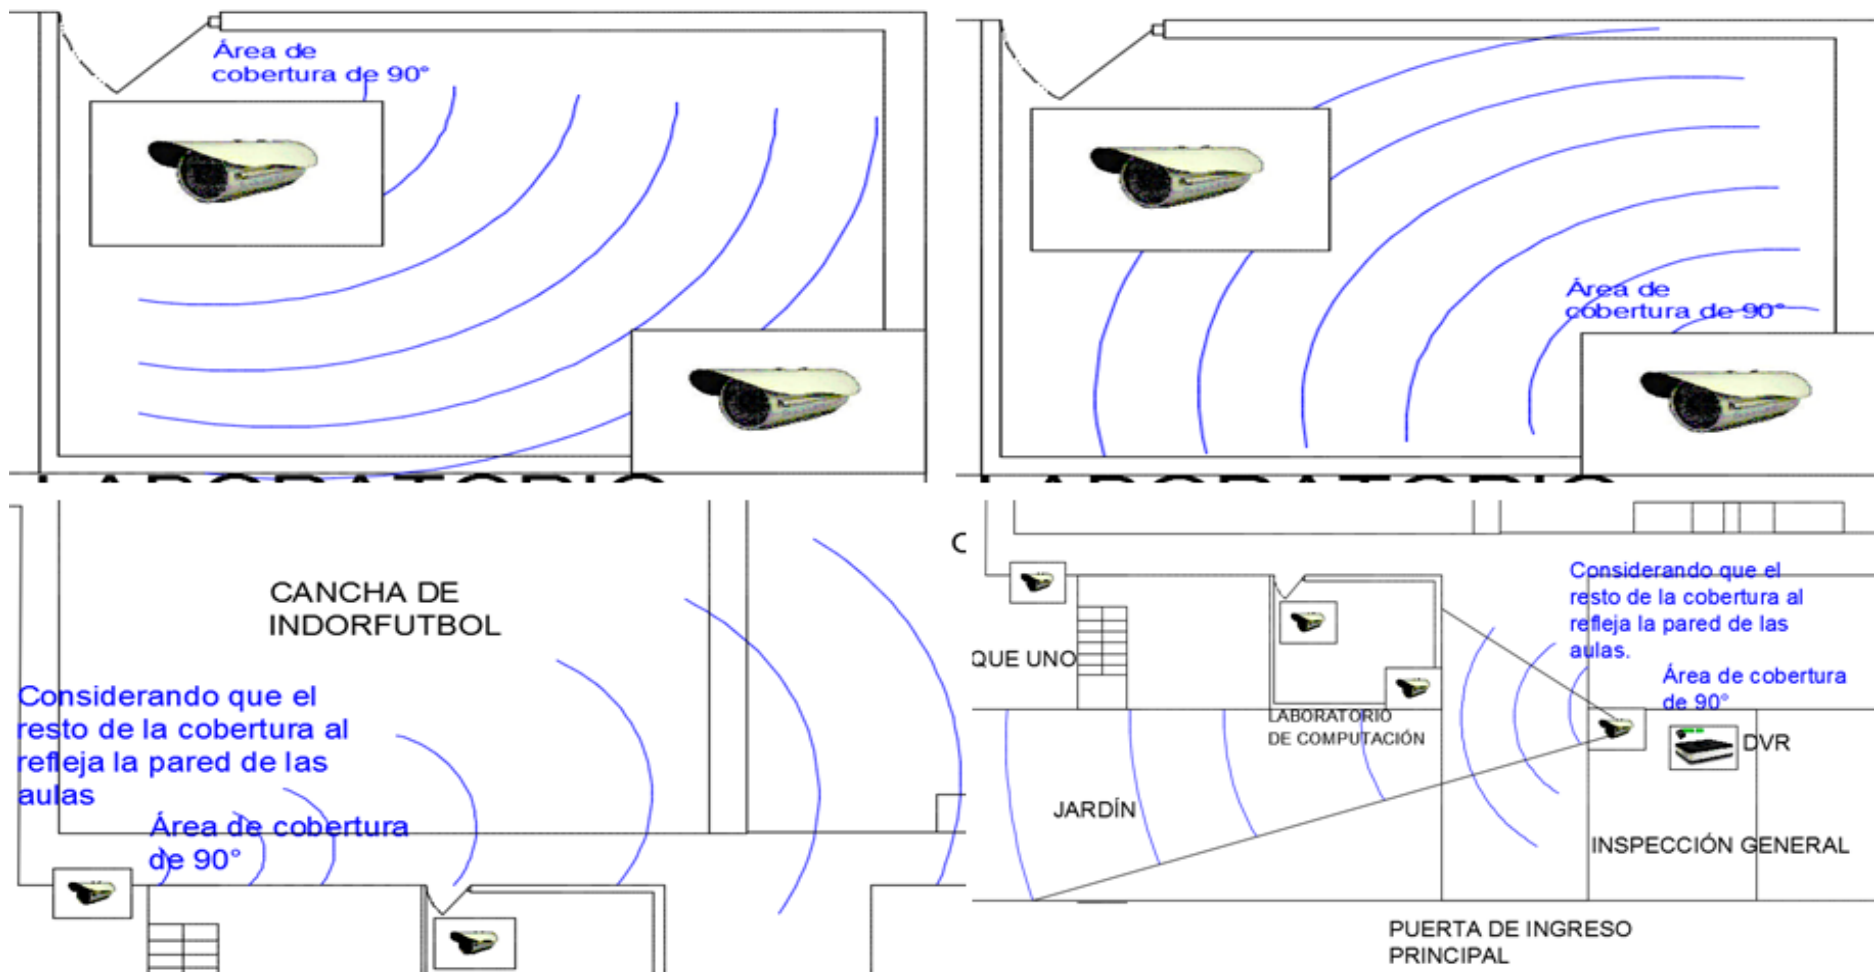 Área de
cobertura de 90°
LABORATORIO
Área de
cobertura de 90°
LABORATORIO
CANCHA DE
INDORFUTBOL
Considerando que el
resto de la cobertura al
refleja la pared de las
aulas
Área de cobertura
de 90°
C
Considerando que el
resto de la cobertura al
refleja la pared de las
aulas.
Área de cobertura
de 90°
QUE UNO
LABORATORIO
DE COMPUTACIÓN
DVR
JARDÍN
INSPECCIÓN GENERAL
PUERTA DE INGRESO
PRINCIPAL